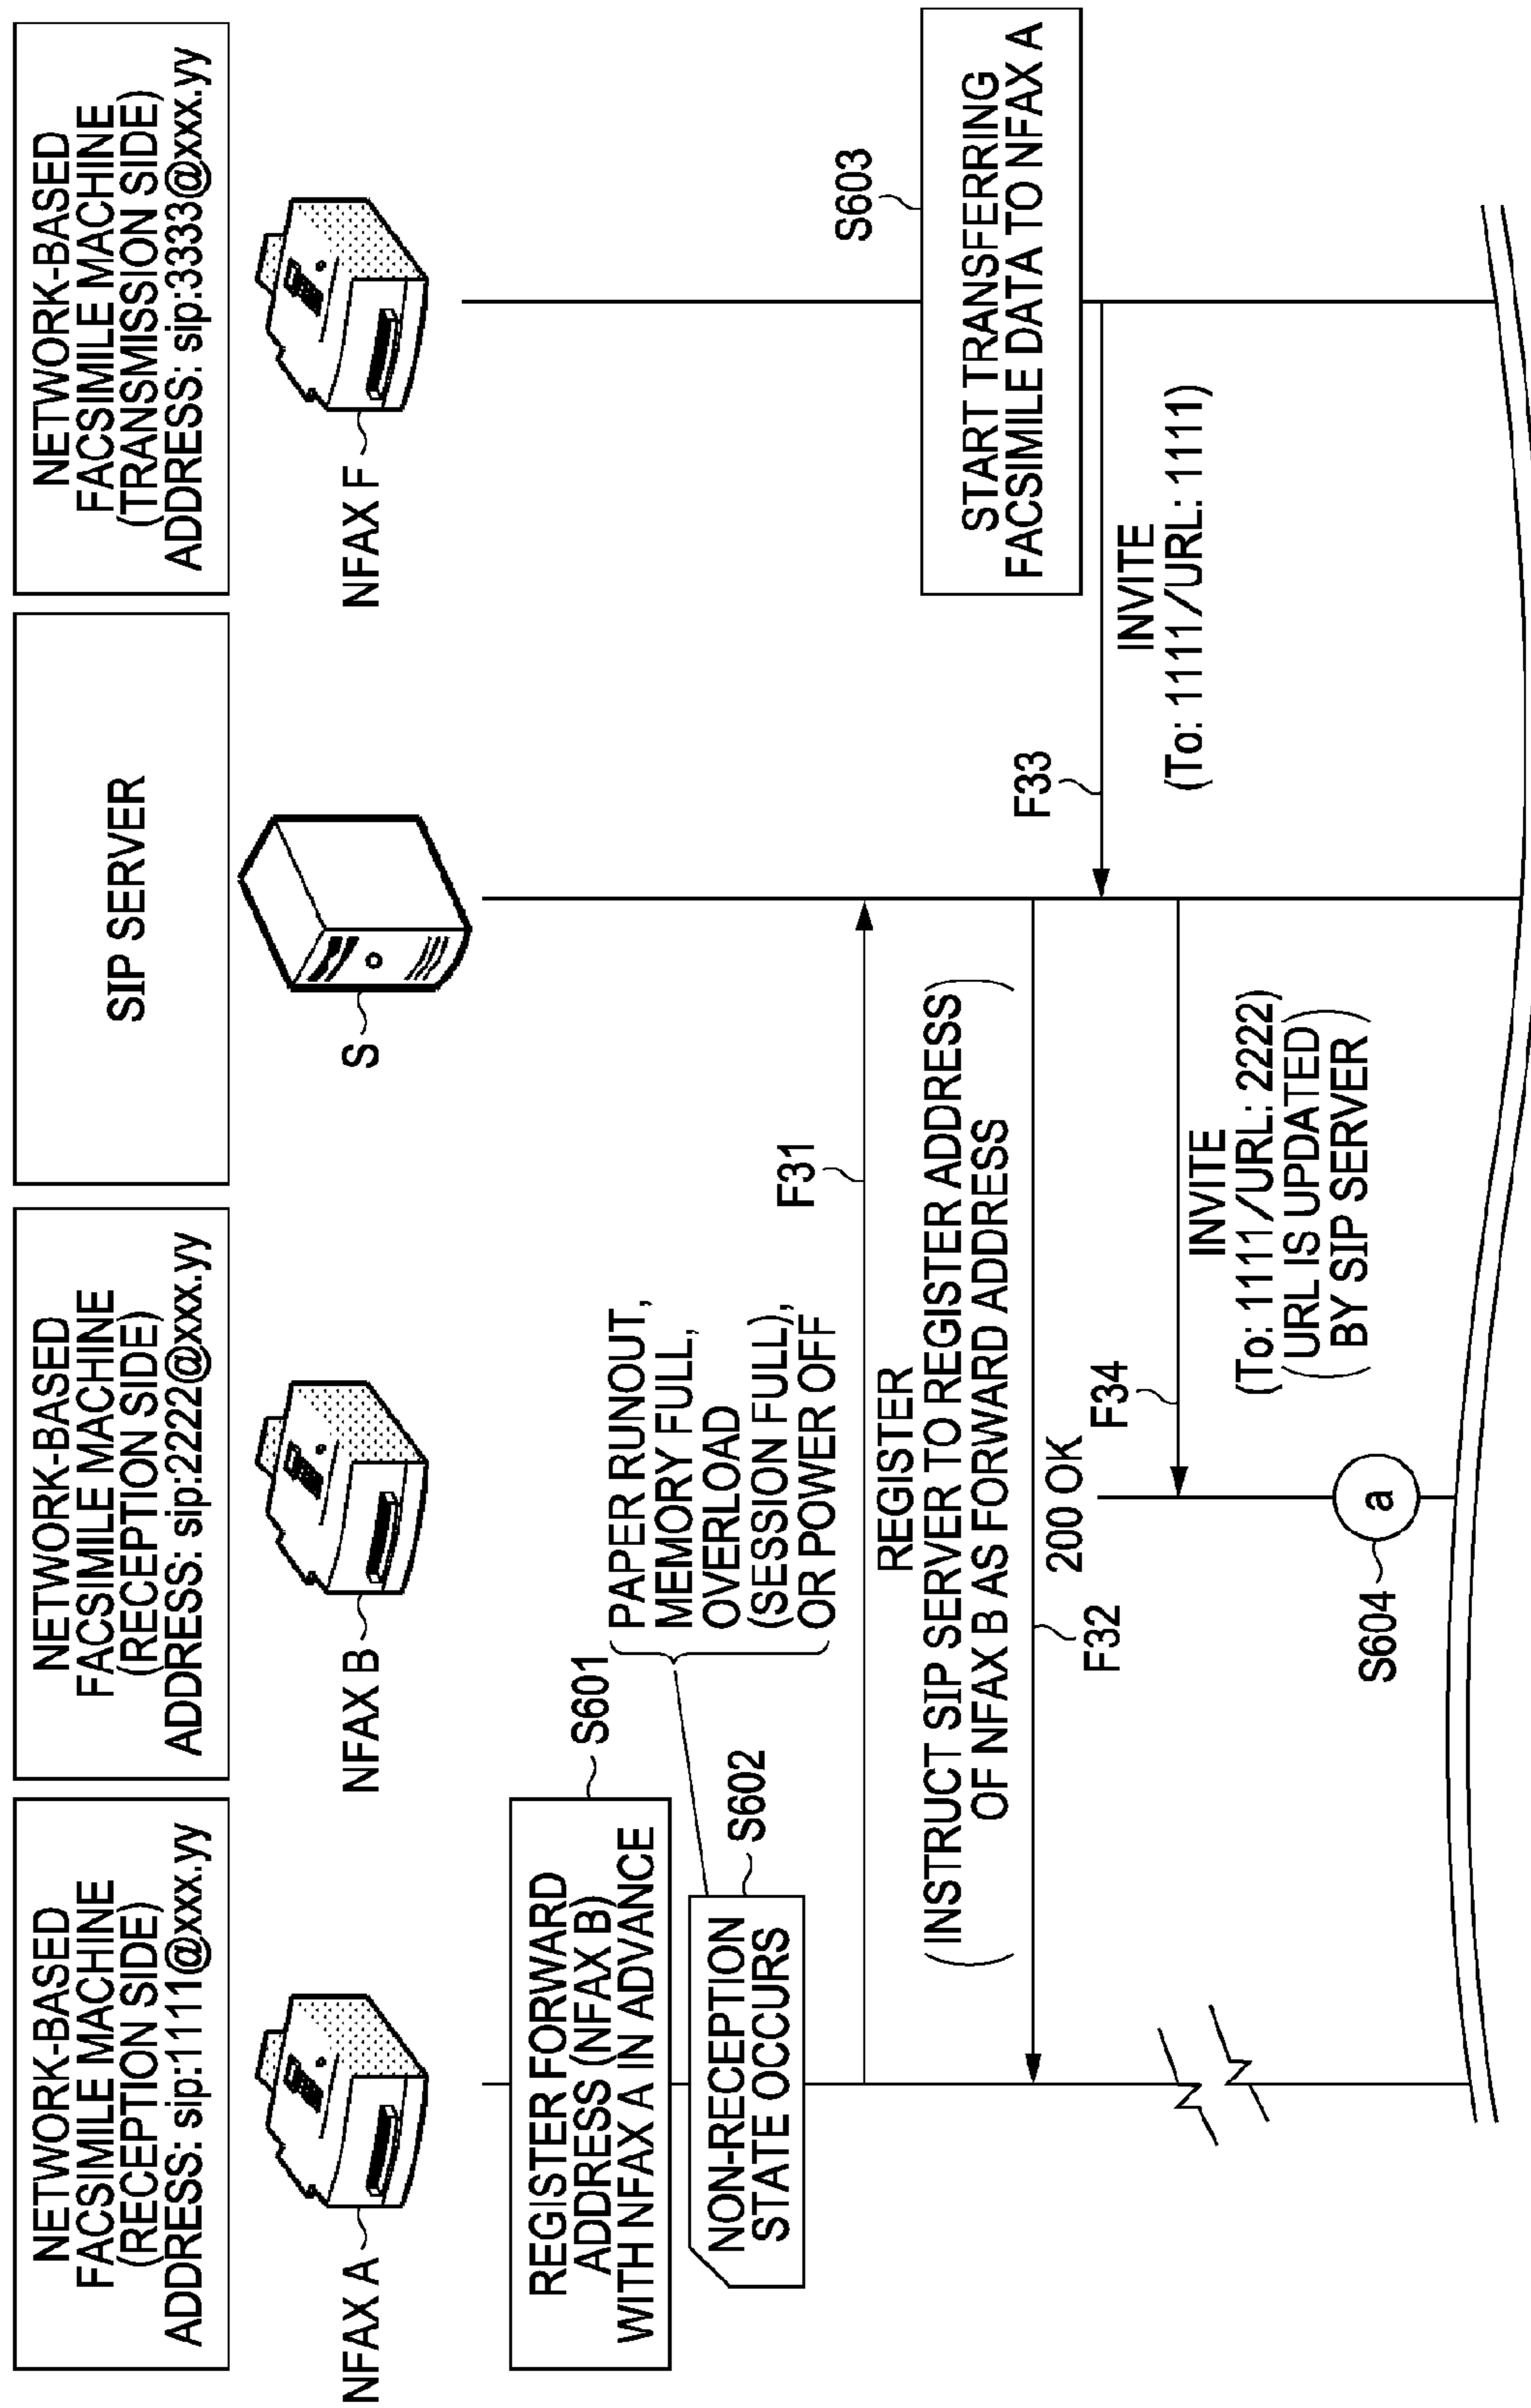 NETWORK-BASED
FACSIMILE MACHINE
(RECEPTION SIDE)
ADDRESS: sip:1111@xxx.yy
NETWORK-BASED
FACSIMILE MACHINE
(RECEPTION SIDE)
ADDRESS: sip:2222@xxx.yy
SIP SERVER
NETWORK-BASED
FACSIMILE MACHINE
(TRANSMISSION SIDE)
ADDRESS: sip:3333@xxx.yy
NFAX A
NFAX B
S
NFAX F
REGISTER FORWARD
ADDRESS (NFAX B)
WITH NFAX A IN ADVANCE
S601
NON-RECEPTION
STATE OCCURS
S602
PAPER RUNOUT,
MEMORY FULL,
OVERLOAD
(SESSION FULL),
OR POWER OFF
F31
REGISTER
(INSTRUCT SIP SERVER TO REGISTER ADDRESS
OF NFAX B AS FORWARD ADDRESS)
200 OK
F32
S603
START TRANSFERRING
FACSIMILE DATA TO NFAX A
F33
INVITE
(To: 1111/URL: 1111)
F34
INVITE
(To: 1111/URL: 2222)
(URL IS UPDATED
BY SIP SERVER)
a
S604